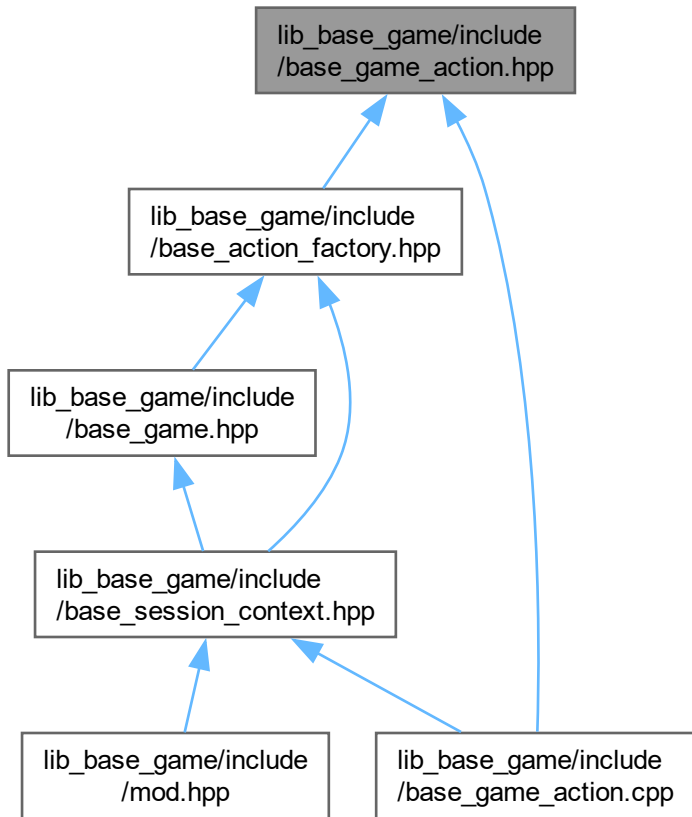 lib_base_game/include
/base_game_action.hpp
lib_base_game/include
/base_action_factory.hpp
lib_base_game/include
/base_game.hpp
lib_base_game/include
/base_session_context.hpp
lib_base_game/include
/mod.hpp
lib_base_game/include
/base_game_action.cpp